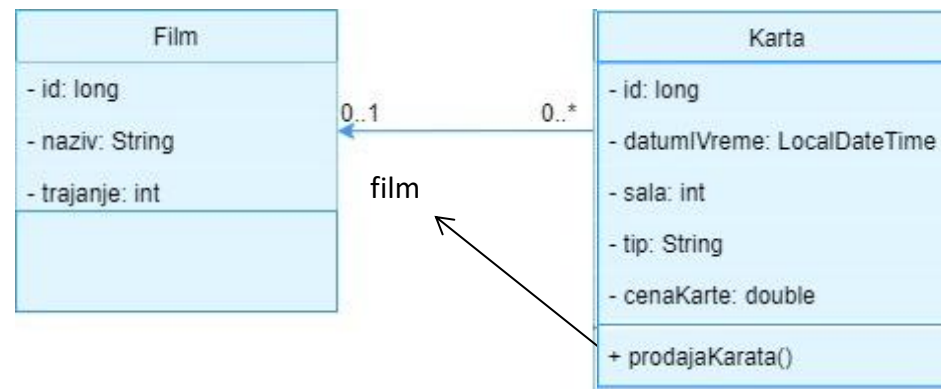 Film
- id: long
- naziv: String
- trajanje: int
0..1
0..*
film
Karta
- id: long
- datumIVreme: LocalDateTime
- sala: int
- tip: String
- cenaKarte: double
+ prodajaKarata()